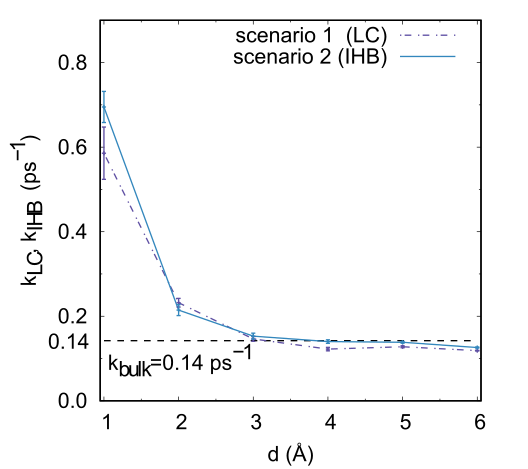 scenario 1 (LC)
scenario 2 (IHB)
0.8
0.6
0.4
0.2
0.14
0.0
k_LC, k_IHB (ps⁻¹)
k_bulk=0.14 ps⁻¹
1 2 3 4 5 6
d (Å)